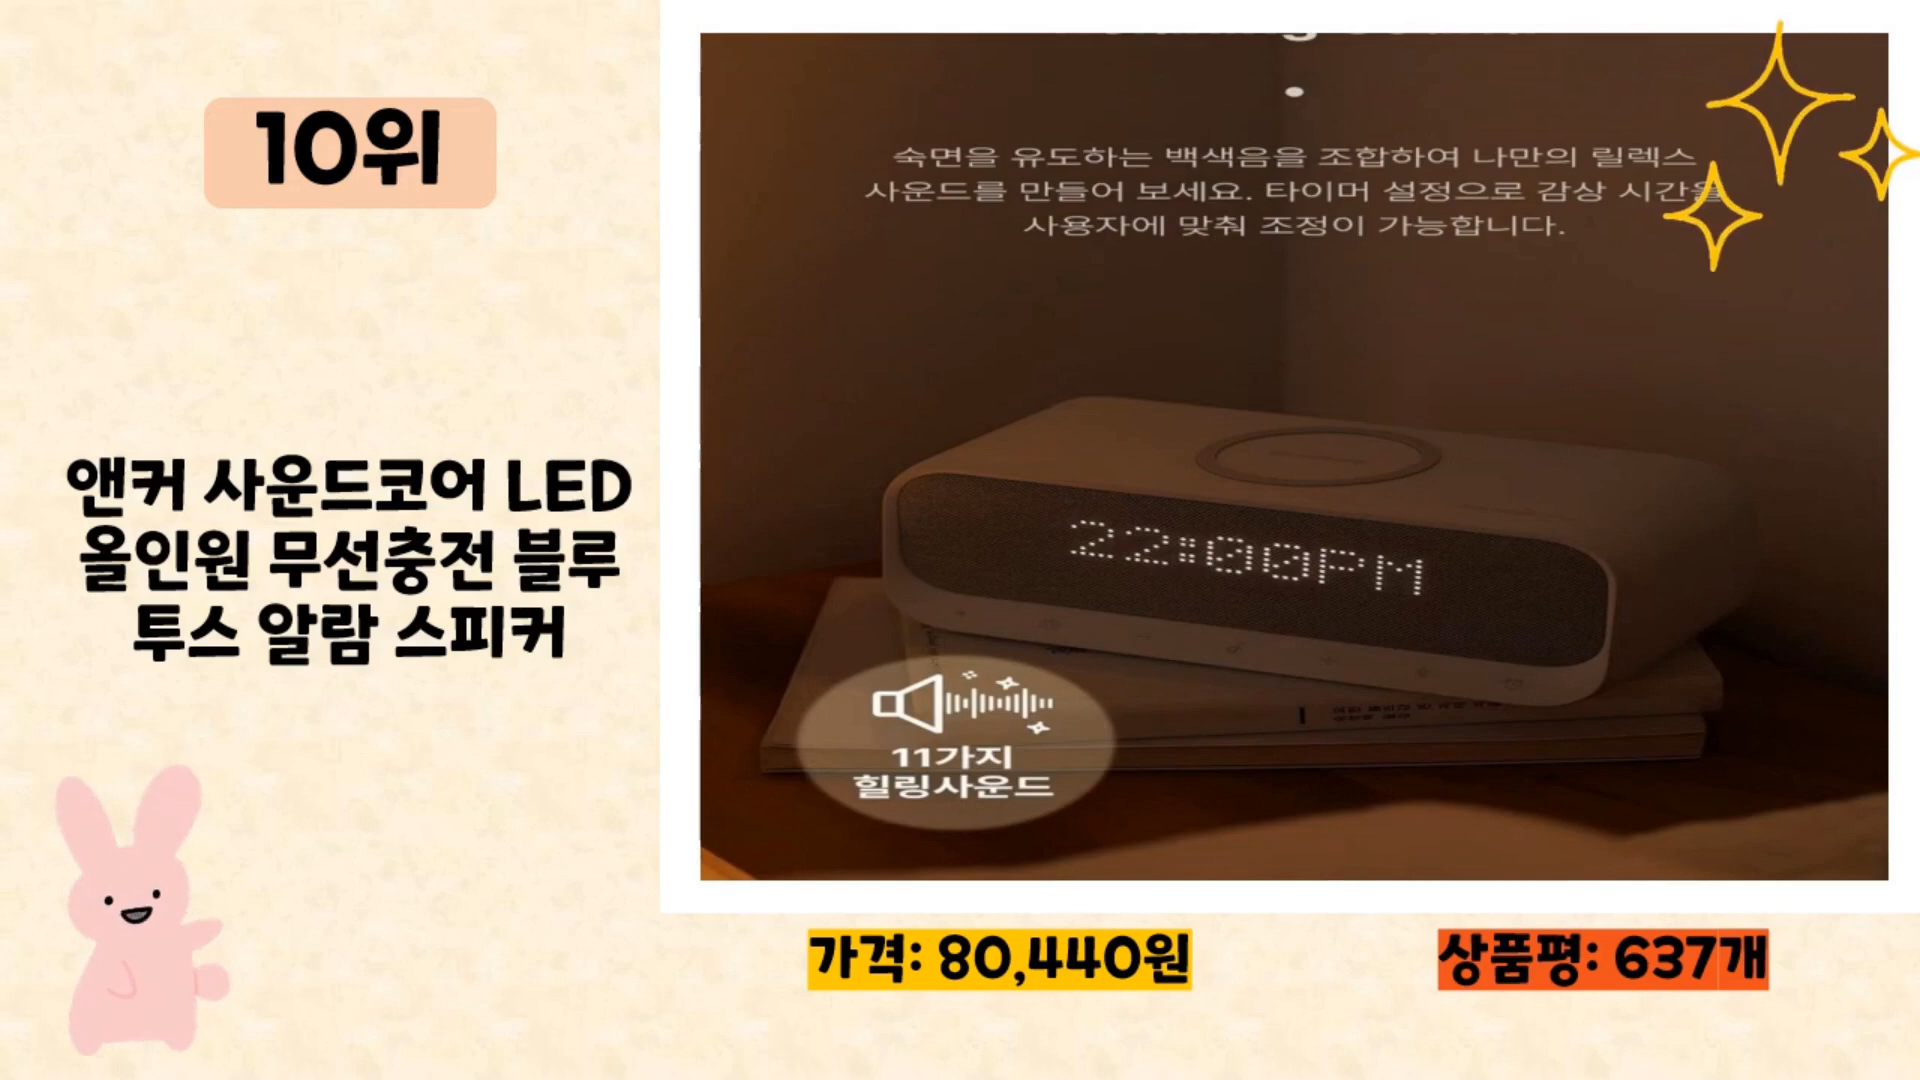 10위
앤커 사운드코어 LED
올인원 무선충전 블루
투스 알람 스피커
숙면을 유도하는 백색음을 조합하여 나만의 릴렉스
사운드를 만들어 보세요. 타이머 설정으로 감상 시간을
사용자에 맞춰 조정이 가능합니다.
22:00PM
11가지
힐링사운드
가격: 80,440원
상품평: 637개